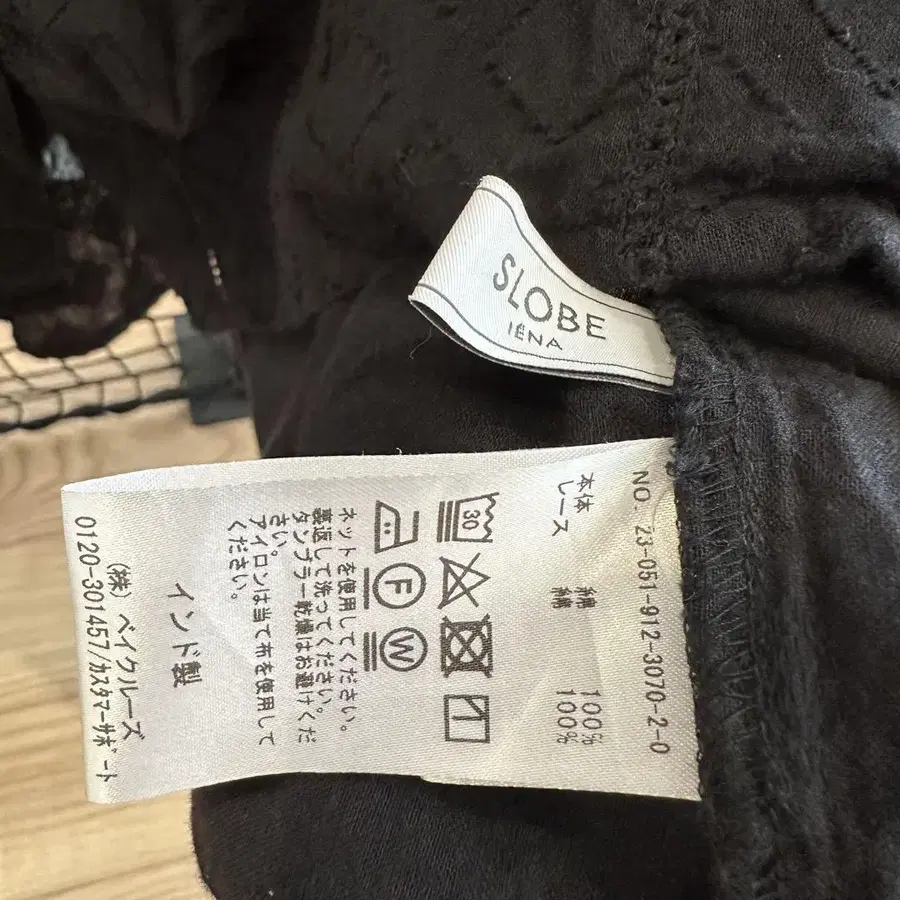 SLOBE
IÉNA
NO. 23-051-912-3070-2-0
本体 綿 100%
レース 綿 100%
30
F
W
ネットを使用してください。
裏返して洗ってください。
タンブラー乾燥はお避けくだ
さい。
アイロンは当て布を使用して
ください。
インド製
(株) ベイクルーズ
0120-301457/カスタマーサポート